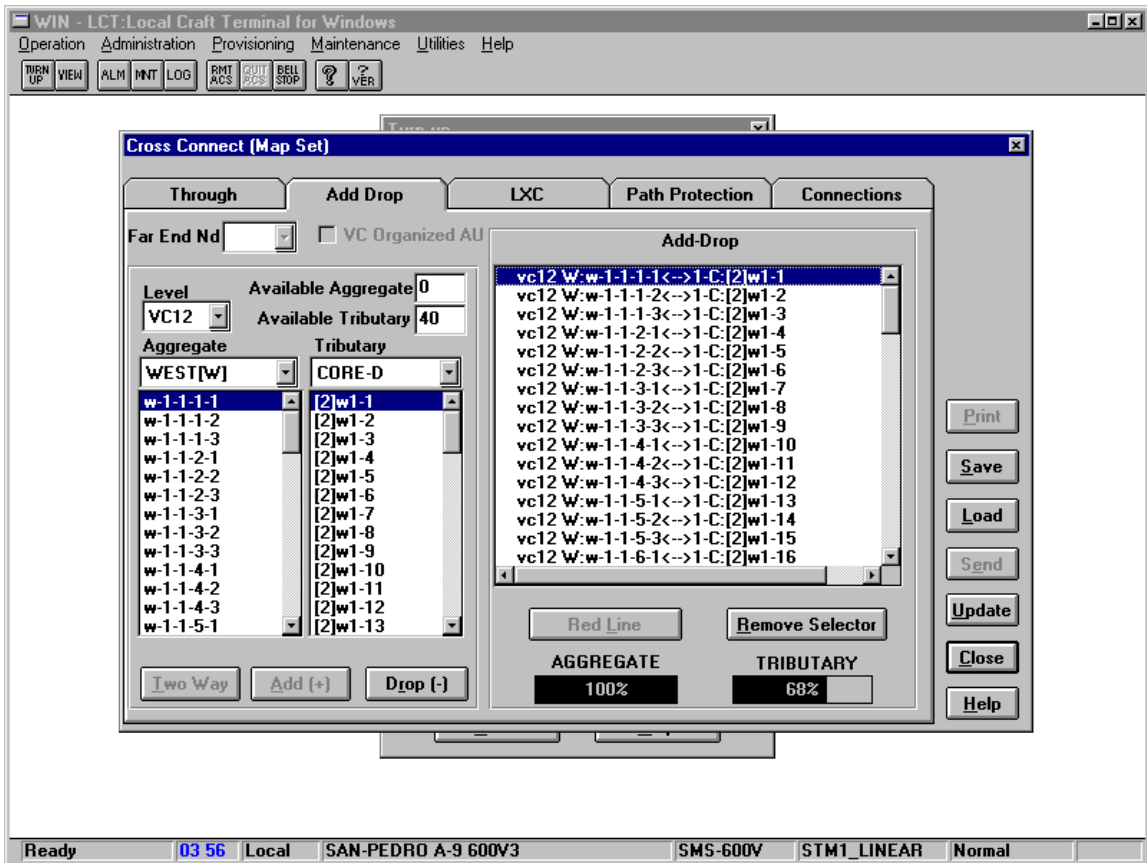 WIN - LCT:Local Craft Terminal for Windows
Operation Administration Provisioning Maintenance Utilities Help
TURN UP VIEW ALM MNT LOG RMT ACS QUIT ACS BELL STOP ? ? VER
Turn up
Cross Connect (Map Set)
Through Add Drop LXC Path Protection Connections
Far End Nd VC Organized AU
Add-Drop
Level
VC12
Available Aggregate 0
Available Tributary 40
Aggregate Tributary
WEST[W] CORE-D
w-1-1-1-1 [2]w1-1
w-1-1-1-2 [2]w1-2
w-1-1-1-3 [2]w1-3
w-1-1-2-1 [2]w1-4
w-1-1-2-2 [2]w1-5
w-1-1-2-3 [2]w1-6
w-1-1-3-1 [2]w1-7
w-1-1-3-2 [2]w1-8
w-1-1-3-3 [2]w1-9
w-1-1-4-1 [2]w1-10
w-1-1-4-2 [2]w1-11
w-1-1-4-3 [2]w1-12
w-1-1-5-1 [2]w1-13
Two Way Add (+) Drop (-)
vc12 W:w-1-1-1-1<-->1-C:[2]w1-1
vc12 W:w-1-1-1-2<-->1-C:[2]w1-2
vc12 W:w-1-1-1-3<-->1-C:[2]w1-3
vc12 W:w-1-1-2-1<-->1-C:[2]w1-4
vc12 W:w-1-1-2-2<-->1-C:[2]w1-5
vc12 W:w-1-1-2-3<-->1-C:[2]w1-6
vc12 W:w-1-1-3-1<-->1-C:[2]w1-7
vc12 W:w-1-1-3-2<-->1-C:[2]w1-8
vc12 W:w-1-1-3-3<-->1-C:[2]w1-9
vc12 W:w-1-1-4-1<-->1-C:[2]w1-10
vc12 W:w-1-1-4-2<-->1-C:[2]w1-11
vc12 W:w-1-1-4-3<-->1-C:[2]w1-12
vc12 W:w-1-1-5-1<-->1-C:[2]w1-13
vc12 W:w-1-1-5-2<-->1-C:[2]w1-14
vc12 W:w-1-1-5-3<-->1-C:[2]w1-15
vc12 W:w-1-1-6-1<-->1-C:[2]w1-16
Red Line Remove Selector
AGGREGATE TRIBUTARY
100% 68%
Print
Save
Load
Send
Update
Close
Help
Ready 03 56 Local SAN-PEDRO A-9 600V3 SMS-600V STM1_LINEAR Normal